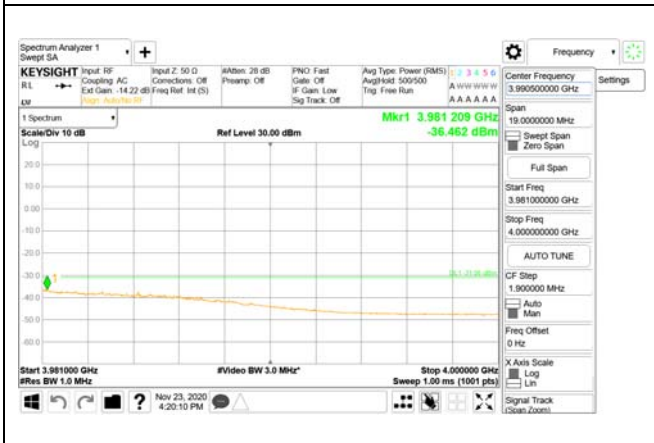 Spectrum Analyzer 1
Swept SA
+
Frequency
KEYSIGHT
RL
Input: RF
Coupling: AC
Ext Gain: -14.22 dB
Align: Auto/No RF
Input Z: 50 Ω
Corrections: Off
Freq Ref: Int (S)
#Atten: 28 dB
Preamp: Off
PNO: Fast
Gate: Off
IF Gain: Low
Sig Track: Off
Avg Type: Power (RMS)
Avg|Hold: 500/500
Trig: Free Run
1 2 3 4 5 6
A W W W W W
A A A A A A
1 Spectrum
Scale/Div 10 dB
Log
Ref Level 30.00 dBm
Mkr1 3.981 209 GHz
-36.462 dBm
20.0
10.0
0.00
-10.0
-20.0
-30.0
-40.0
-50.0
-60.0
1
Start 3.981000 GHz
#Res BW 1.0 MHz
#Video BW 3.0 MHz*
Stop 4.000000 GHz
Sweep 1.00 ms (1001 pts)
Nov 23, 2020
4:20:10 PM
?
Center Frequency
3.990500000 GHz
Settings
Span
19.0000000 MHz
Swept Span
Zero Span
Full Span
Start Freq
3.981000000 GHz
Stop Freq
4.000000000 GHz
AUTO TUNE
CF Step
1.900000 MHz
Auto
Man
Freq Offset
0 Hz
X Axis Scale
Log
Lin
Signal Track
(Span Zoom)